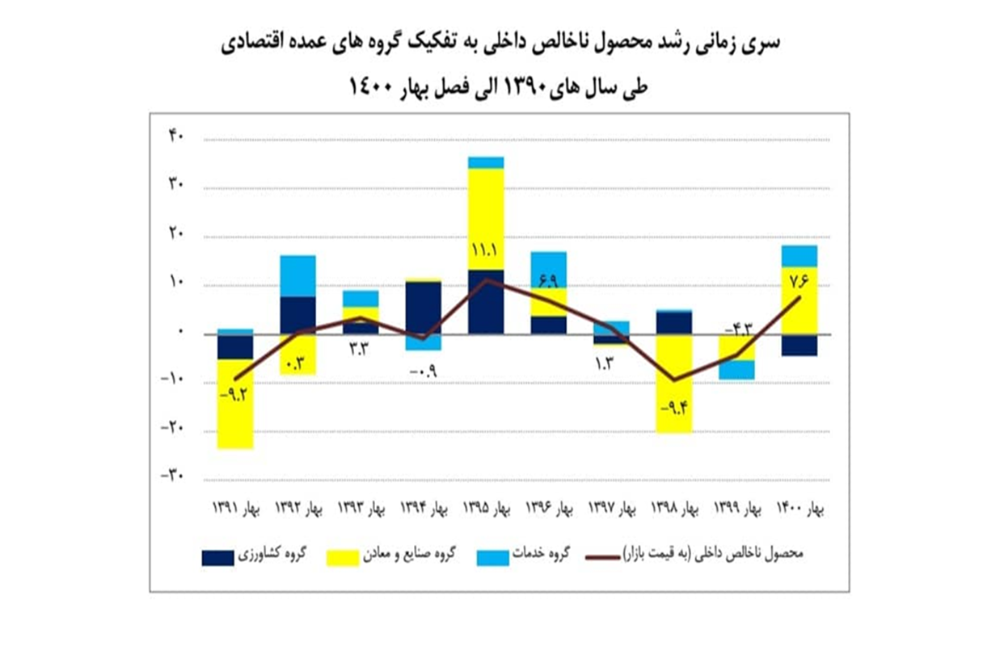 سری زمانی رشد محصول ناخالص داخلی به تفکیک گروه های عمده اقتصادی
طی سال های۱۳۹۰ الی فصل بهار ۱٤۰۰
۴۰
۳۰
۲۰
۱۰
۰
−۱۰
−۲۰
−۳۰
−۹.۲
۰.۳
۳.۳
−۰.۹
۱۱.۱
۶.۹
۱.۳
−۹.۴
−۴.۳
۷.۶
بهار ۱۳۹۱
بهار ۱۳۹۲
بهار ۱۳۹۳
بهار ۱۳۹۴
بهار ۱۳۹۵
بهار ۱۳۹۶
بهار ۱۳۹۷
بهار ۱۳۹۸
بهار ۱۳۹۹
بهار ۱۴۰۰
محصول ناخالص داخلی (به قیمت بازار)
گروه خدمات
گروه صنایع و معادن
گروه کشاورزی